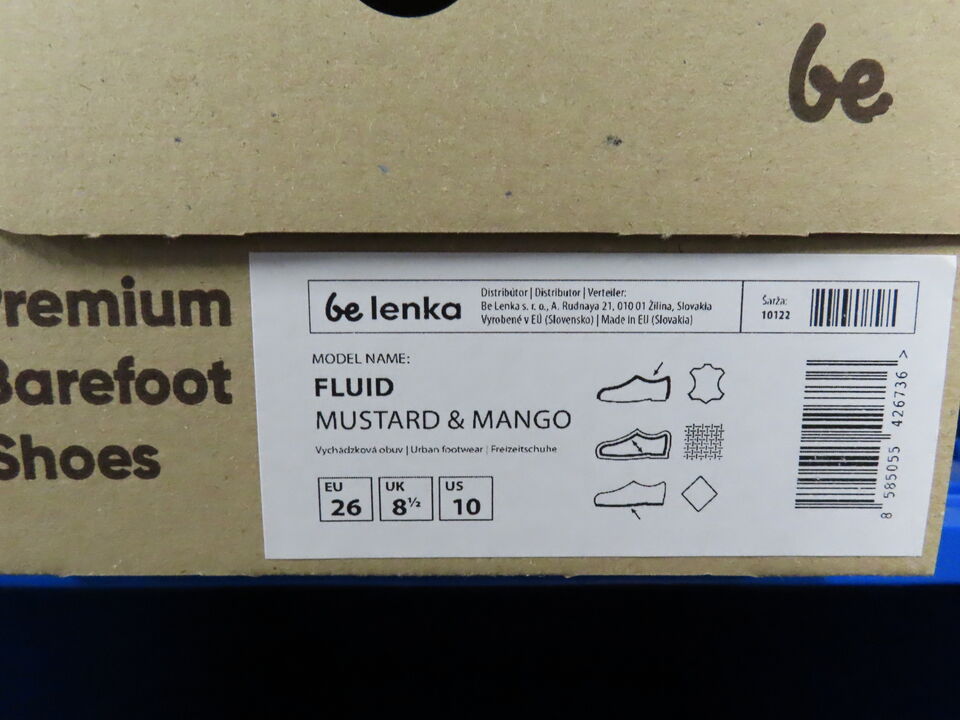 be
Premium
Barefoot
Shoes
be lenka
Distribútor | Distributor | Verteiler:
Be Lenka s. r. o., A. Rudnaya 21, 010 01 Žilina, Slovakia
Vyrobené v EÚ (Slovensko) | Made in EU (Slovakia)
Šarža:
10122
MODEL NAME:
FLUID
MUSTARD & MANGO
Vychádzková obuv | Urban footwear | Freizeitschuhe
EU 26
UK 8½
US 10
8 585055 426736 >